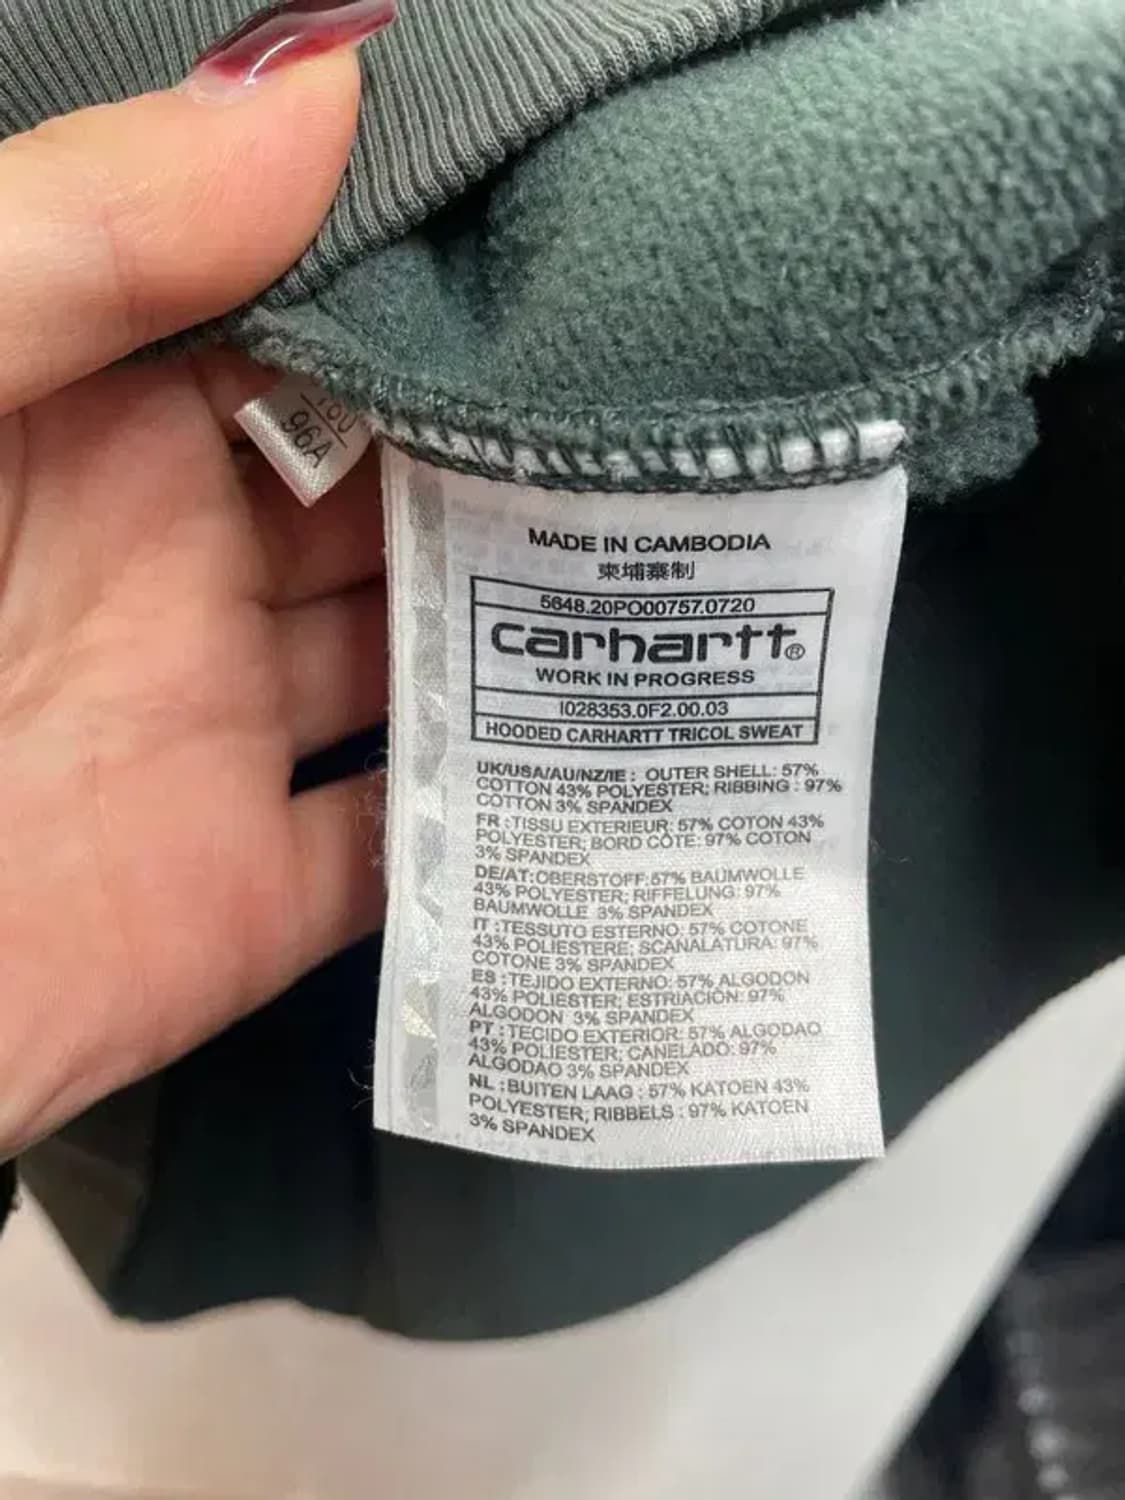 96A
MADE IN CAMBODIA
柬埔寨制
5648.20PO00757.0720
carhartt®
WORK IN PROGRESS
I028353.0F2.00.03
HOODED CARHARTT TRICOL SWEAT
UK/USA/AU/NZ/IE : OUTER SHELL: 57%
COTTON 43% POLYESTER; RIBBING : 97%
COTTON 3% SPANDEX
FR :TISSU EXTERIEUR: 57% COTON 43%
POLYESTER; BORD CÔTE: 97% COTON
3% SPANDEX
DE/AT:OBERSTOFF:57% BAUMWOLLE
43% POLYESTER; RIFFELUNG: 97%
BAUMWOLLE 3% SPANDEX
IT :TESSUTO ESTERNO: 57% COTONE
43% POLIESTERE; SCANALATURA: 97%
COTONE 3% SPANDEX
ES :TEJIDO EXTERNO: 57% ALGODON
43% POLIESTER; ESTRIACIÓN: 97%
ALGODON 3% SPANDEX
PT :TECIDO EXTERIOR: 57% ALGODAO
43% POLIESTER; CANELADO: 97%
ALGODAO 3% SPANDEX
NL :BUITEN LAAG : 57% KATOEN 43%
POLYESTER; RIBBELS : 97% KATOEN
3% SPANDEX